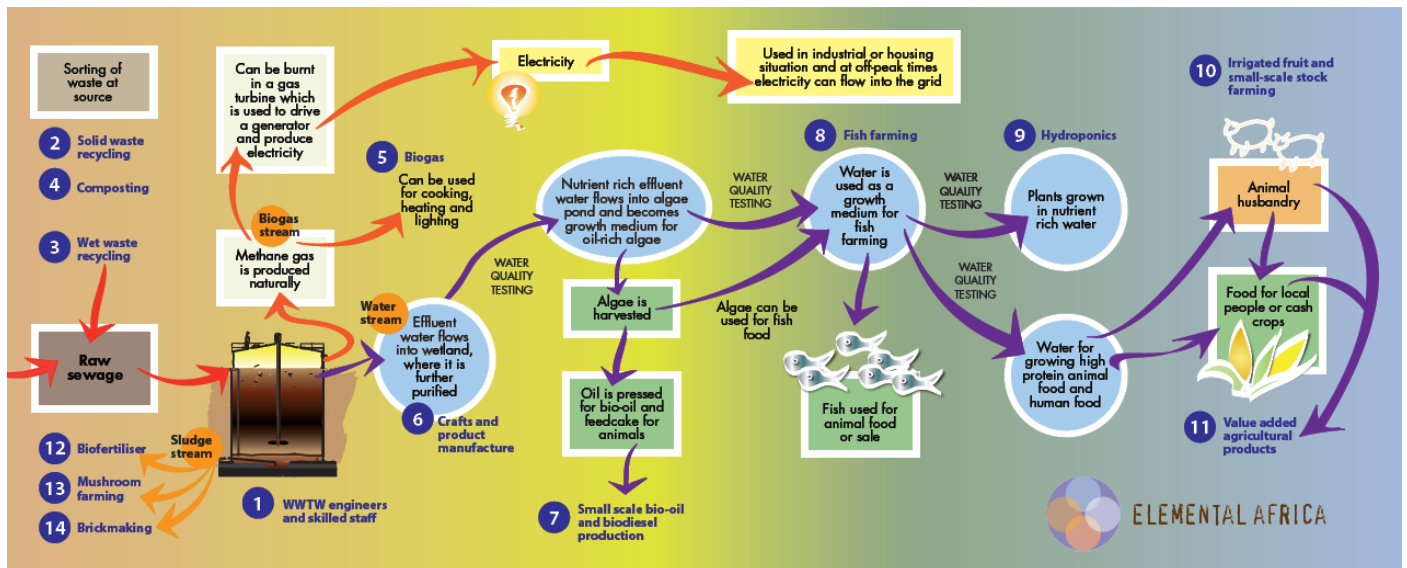 Sorting of
waste at
source
2 Solid waste
recycling
4 Composting
3 Wet waste
recycling
Raw
sewage
12 Biofertiliser
13 Mushroom
farming
14 Brickmaking
Sludge
stream
1 WWTW engineers
and skilled staff
Can be burnt
in a gas
turbine which
is used to drive
a generator
and produce
electricity
Biogas
stream
Methane gas
is produced
naturally
5 Biogas
Can be used
for cooking,
heating and
lighting
Electricity
Used in industrial or housing
situation and at off-peak times
electricity can flow into the grid
Water
stream
Effluent
water flows
into wetland,
where it is
further
purified
6 Crafts and
product
manufacture
WATER
QUALITY
TESTING
Nutrient rich effluent
water flows into algae
pond and becomes
growth medium for
oil-rich algae
Algae is
harvested
Oil is pressed
for bio-oil and
feedcake for
animals
7 Small scale bio-oil
and biodiesel
production
WATER
QUALITY
TESTING
Algae can be
used for fish
food
8 Fish farming
Water is
used as a
growth
medium for
fish
farming
Fish used for
animal food
or sale
WATER
QUALITY
TESTING
9 Hydroponics
Plants grown
in nutrient
rich water
WATER
QUALITY
TESTING
Water for
growing high
protein animal
food and
human food
10 Irrigated fruit and
small-scale stock
farming
Animal
husbandry
Food for local
people or cash
crops
11 Value added
agricultural
products
ELEMENTAL AFRICA